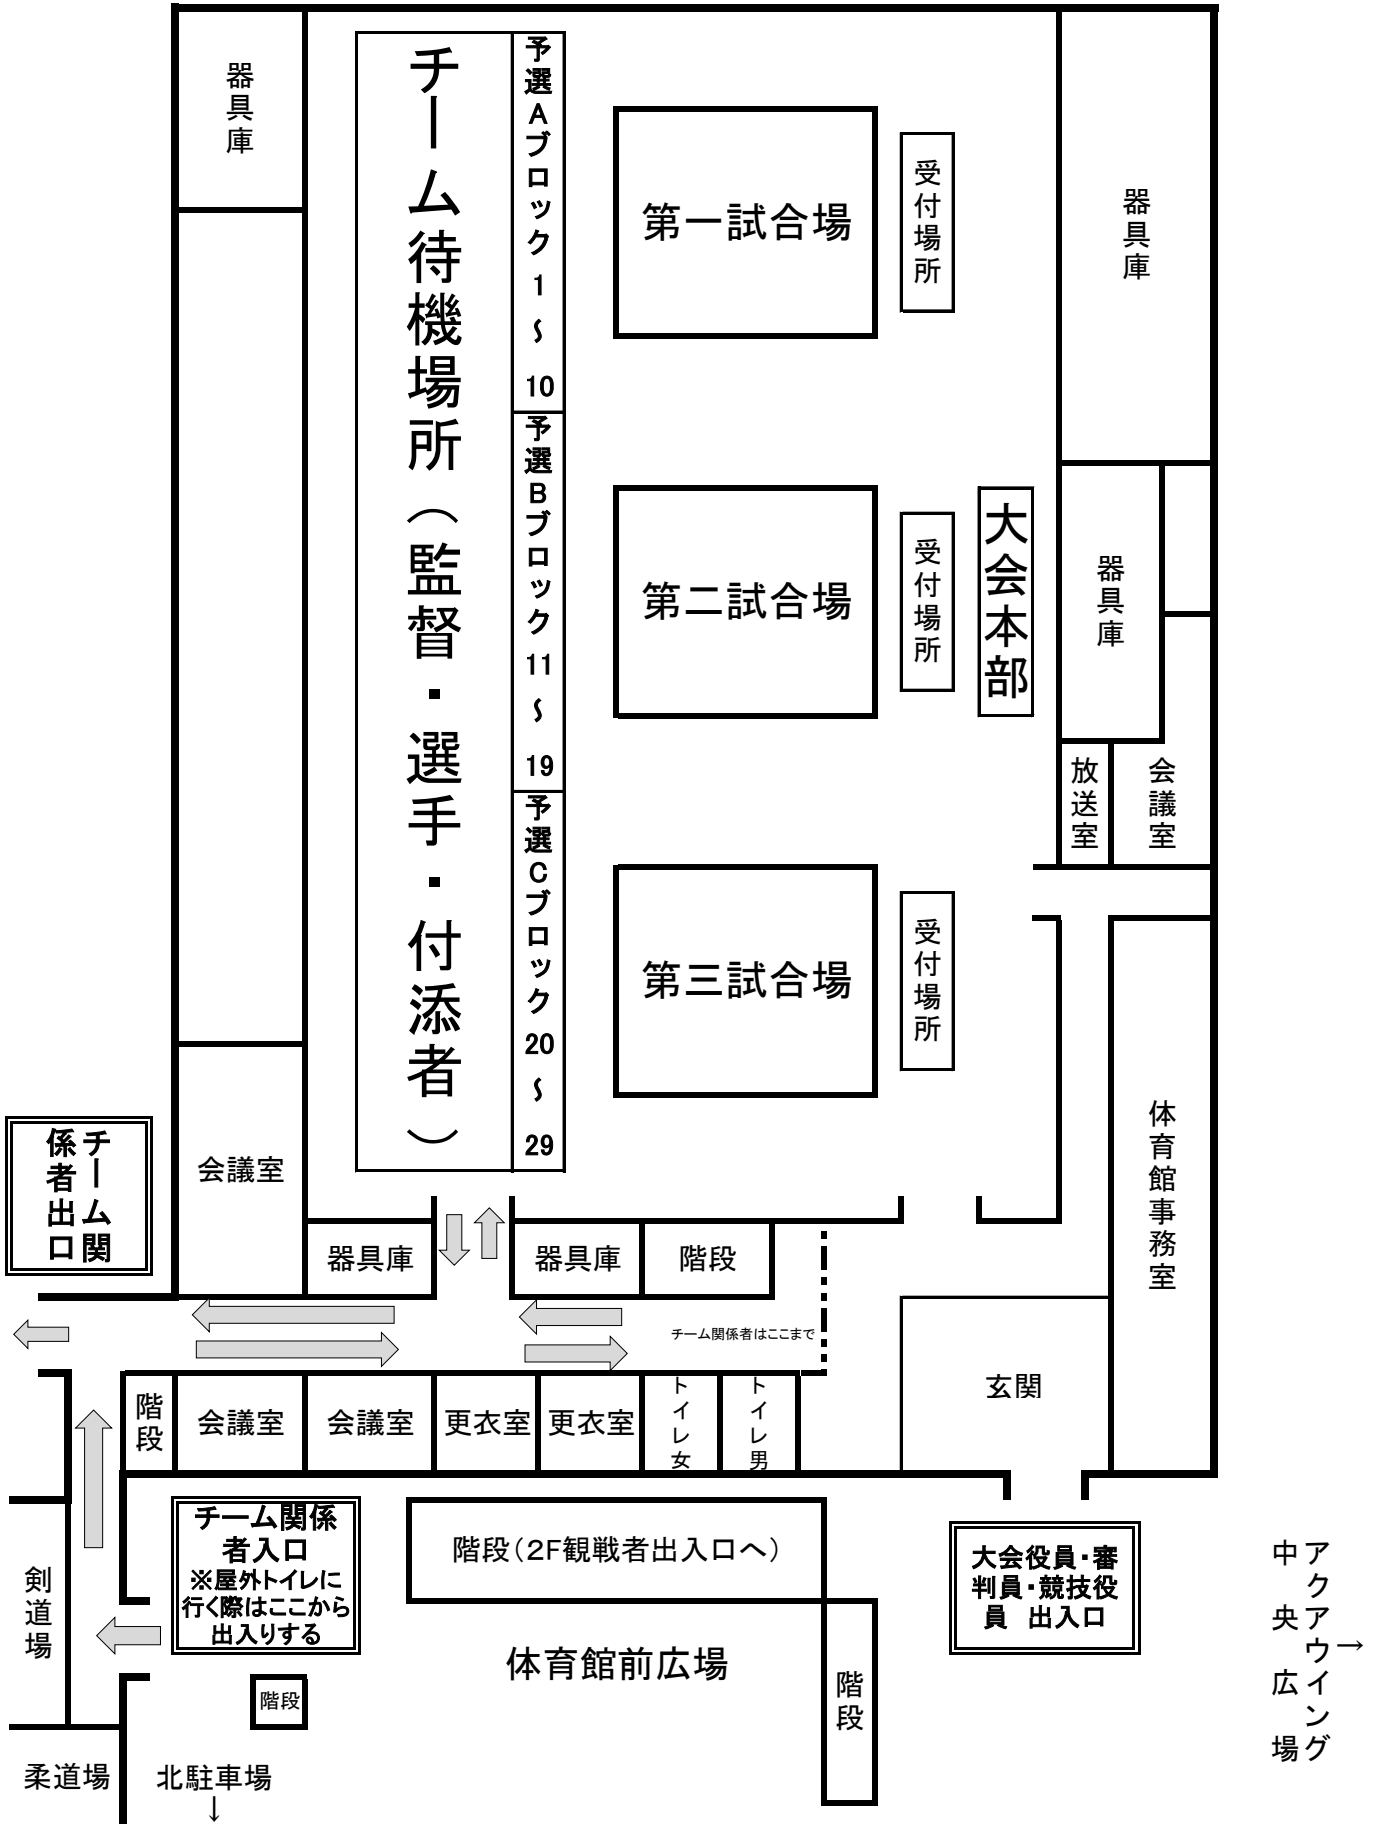 器具庫
チーム待機場所（監督・選手・付添者）
予選Aブロック 1 ～ 10
予選Bブロック 11 ～ 19
予選Cブロック 20 ～ 29
第一試合場
受付場所
器具庫
第二試合場
受付場所
大会本部
器具庫
放送室
会議室
第三試合場
受付場所
体育館事務室
チーム関
係者出口
会議室
器具庫
器具庫
階段
チーム関係者はここまで
玄関
階段
会議室
会議室
更衣室
更衣室
トイレ女
トイレ男
チーム関係
者入口
※屋外トイレに
行く際はここから
出入りする
階段（2F観戦者出入口へ）
大会役員・審
判員・競技役
員　出入口
剣道場
体育館前広場
階段
階段
アクアウイング
中央広場
→
柔道場
北駐車場
↓